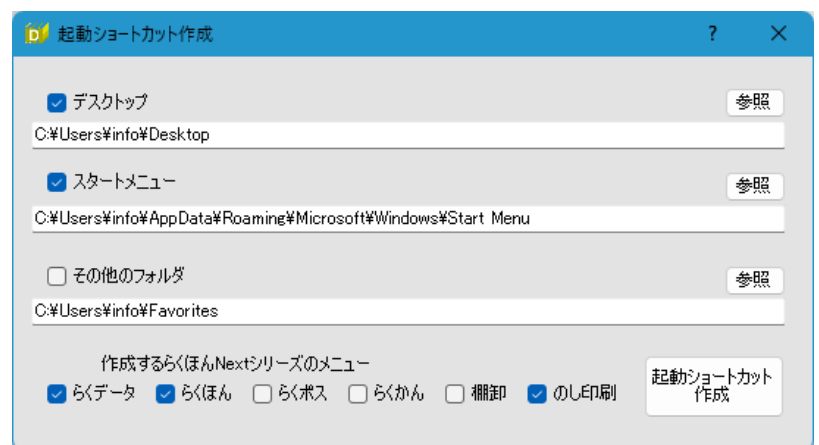 起動ショートカット作成
?
デスクトップ
参照
C:¥Users¥info¥Desktop
スタートメニュー
参照
C:¥Users¥info¥AppData¥Roaming¥Microsoft¥Windows¥Start Menu
その他のフォルダ
参照
C:¥Users¥info¥Favorites
作成するらくほんNextシリーズのメニュー
らくデータ らくほん らくポス らくかん 棚卸 のし印刷
起動ショートカット
作成